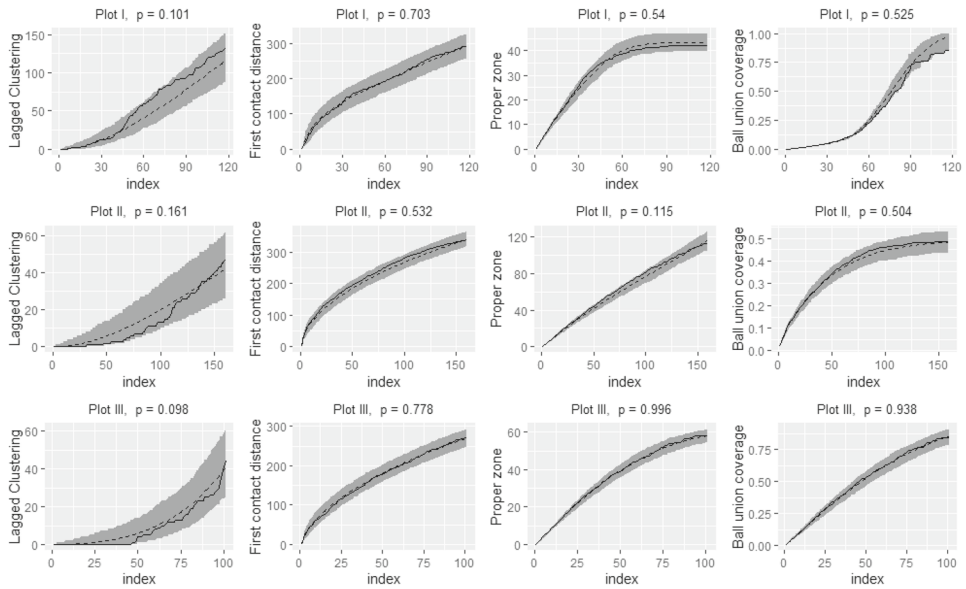 Plot I, p = 0.101
Lagged Clustering
150
100
50
0
0 30 60 90 120
index
Plot I, p = 0.703
First contact distance
300
200
100
0
0 30 60 90 120
index
Plot I, p = 0.54
Proper zone
40
30
20
10
0
0 30 60 90 120
index
Plot I, p = 0.525
Ball union coverage
1.00
0.75
0.50
0.25
0.00
0 30 60 90 120
index
Plot II, p = 0.161
Lagged Clustering
60
40
20
0
0 50 100 150
index
Plot II, p = 0.532
First contact distance
300
200
100
0
0 50 100 150
index
Plot II, p = 0.115
Proper zone
120
80
40
0
0 50 100 150
index
Plot II, p = 0.504
Ball union coverage
0.5
0.4
0.3
0.2
0.1
0.0
0 50 100 150
index
Plot III, p = 0.098
Lagged Clustering
60
40
20
0
0 25 50 75 100
index
Plot III, p = 0.778
First contact distance
300
200
100
0
0 25 50 75 100
index
Plot III, p = 0.996
Proper zone
60
40
20
0
0 25 50 75 100
index
Plot III, p = 0.938
Ball union coverage
0.75
0.50
0.25
0.00
0 25 50 75 100
index